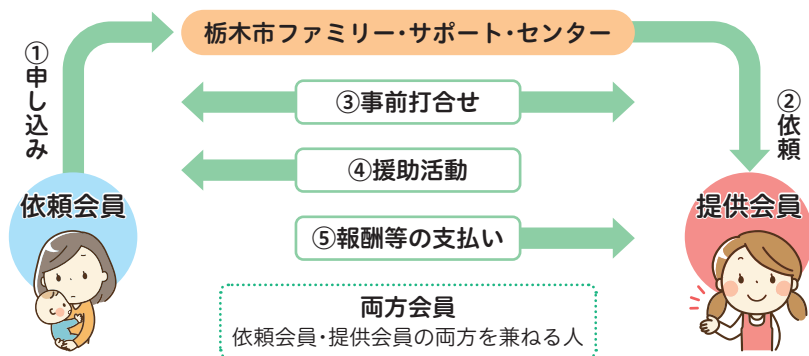 栃木市ファミリー・サポート・センター
①申し込み
②依頼
③事前打合せ
④援助活動
依頼会員
提供会員
⑤報酬等の支払い
両方会員
依頼会員・提供会員の両方を兼ねる人